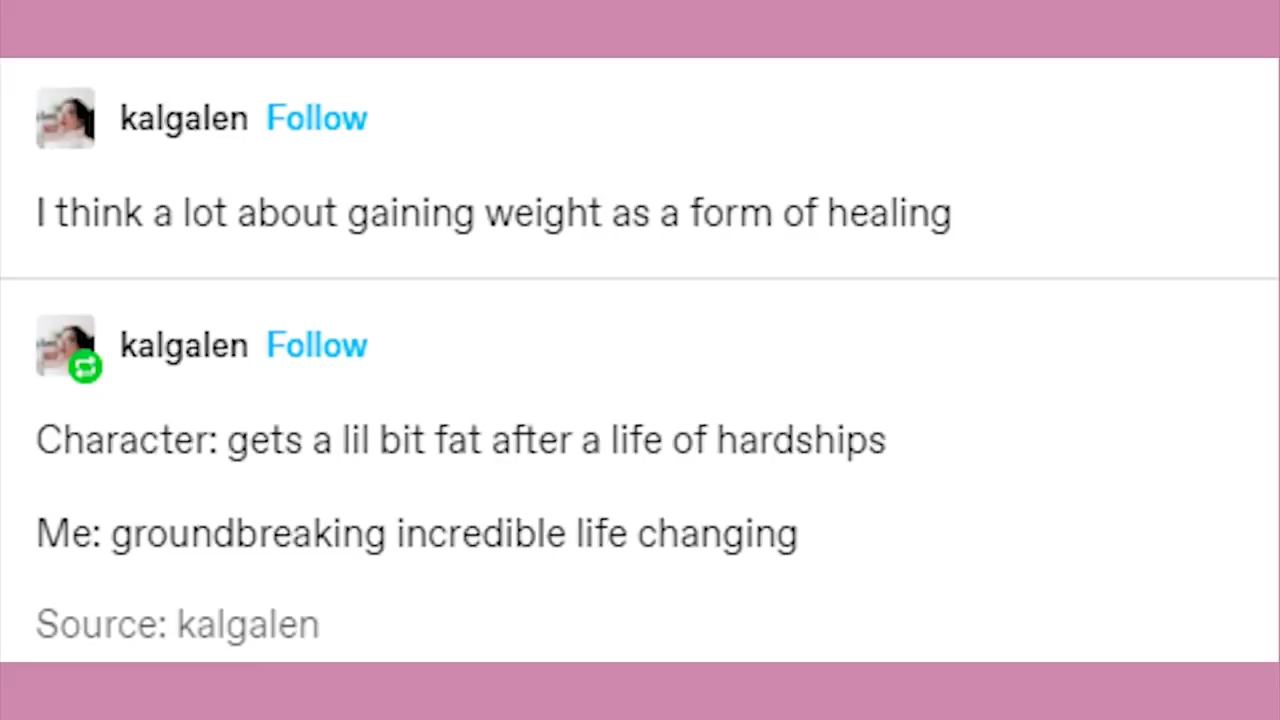 kalgalen Follow
I think a lot about gaining weight as a form of healing
kalgalen Follow
Character: gets a lil bit fat after a life of hardships
Me: groundbreaking incredible life changing
Source: kalgalen